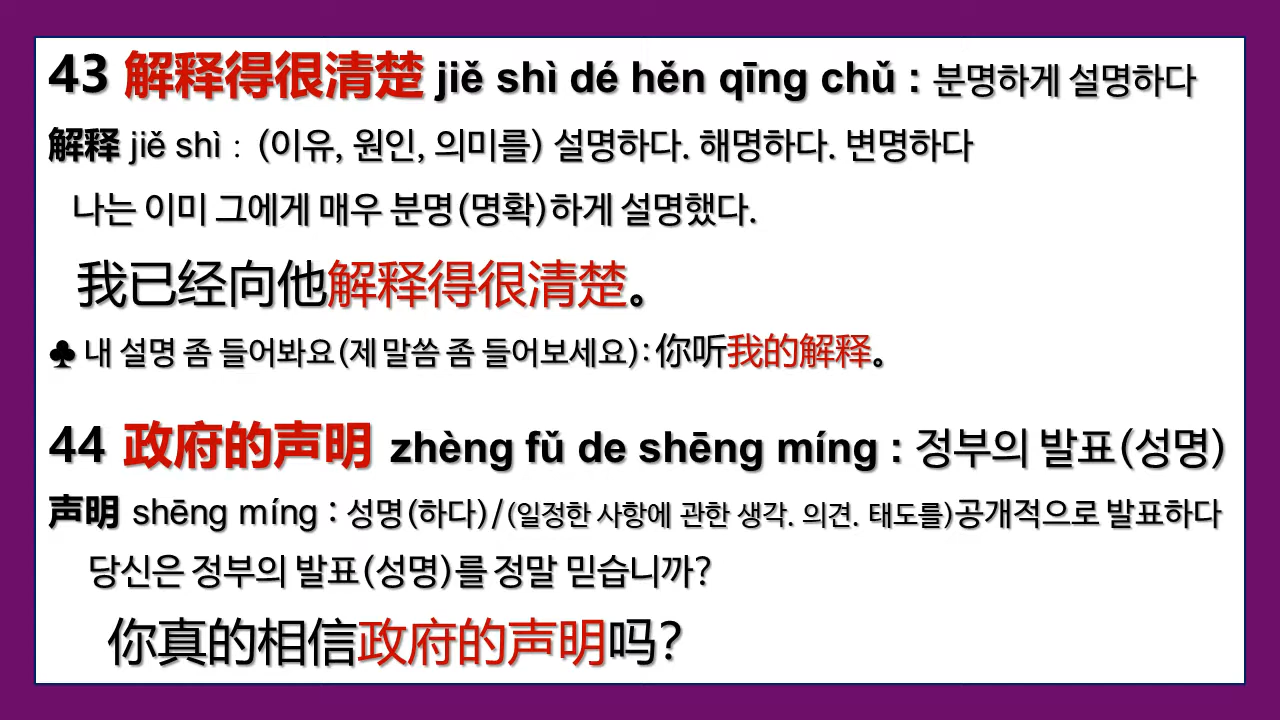 43 解释得很清楚 jiě shì dé hěn qīng chǔ : 분명하게 설명하다
解释 jiě shì : (이유, 원인, 의미를) 설명하다. 해명하다. 변명하다
나는 이미 그에게 매우 분명(명확)하게 설명했다.
我已经向他解释得很清楚。
♣ 내 설명 좀 들어봐요(제 말씀 좀 들어보세요): 你听我的解释。
44 政府的声明 zhèng fǔ de shēng míng : 정부의 발표(성명)
声明 shēng míng : 성명(하다)/(일정한 사항에 관한 생각. 의견. 태도를)공개적으로 발표하다
당신은 정부의 발표(성명)를 정말 믿습니까?
你真的相信政府的声明吗?